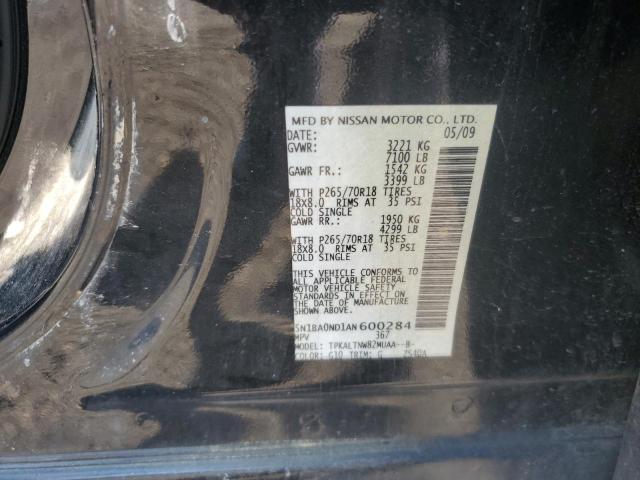 MFD BY NISSAN MOTOR CO., LTD.
DATE: 05/09
GVWR: 3221 KG
7100 LB
GAWR FR.: 1542 KG
3399 LB
WITH P265/70R18 TIRES
18X8.0 RIMS AT 35 PSI
COLD SINGLE
GAWR RR.: 1950 KG
4299 LB
WITH P265/70R18 TIRES
18X8.0 RIMS AT 35 PSI
COLD SINGLE
THIS VEHICLE CONFORMS TO
ALL APPLICABLE FEDERAL
MOTOR VEHICLE SAFETY
STANDARDS IN EFFECT ON
THE DATE OF MANUFACTURE
SHOWN ABOVE.
5N1BA0ND1AN600284
MPV 367
MODEL: TPKALTNW82MUAA--B-
COLOR: G10 TRIM: G